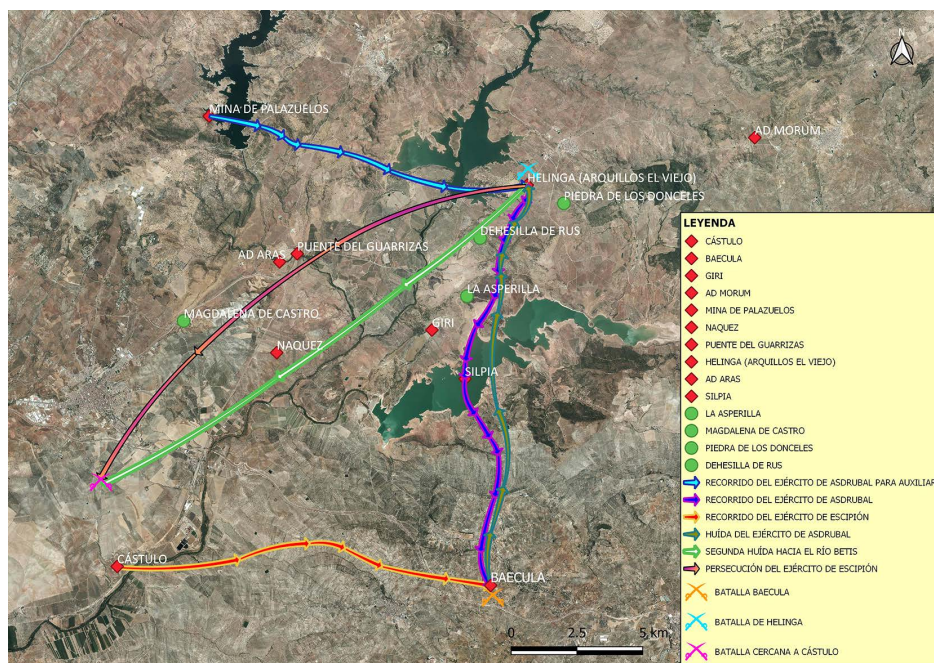 N
MINA DE PALAZUELOS
AD MORUM
HELINGA (ARQUILLOS EL VIEJO)
PIEDRA DE LOS DONCELES
DEHESILLA DE RUS
PUENTE DEL GUARRIZAS
AD ARAS
LA ASPERILLA
MAGDALENA DE CASTRO
GIRI
NAQUEZ
SILPIA
CÁSTULO
BAECULA
0 2.5 5 km
LEYENDA
CÁSTULO
BAECULA
GIRI
AD MORUM
MINA DE PALAZUELOS
NAQUEZ
PUENTE DEL GUARRIZAS
HELINGA (ARQUILLOS EL VIEJO)
AD ARAS
SILPIA
LA ASPERILLA
MAGDALENA DE CASTRO
PIEDRA DE LOS DONCELES
DEHESILLA DE RUS
RECORRIDO DEL EJÉRCITO DE ASDRUBAL PARA AUXILIAR
RECORRIDO DEL EJÉRCITO DE ASDRUBAL
RECORRIDO DEL EJÉRCITO DE ESCIPIÓN
HUÍDA DEL EJÉRCITO DE ASDRUBAL
SEGUNDA HUÍDA HACIA EL RÍO BETIS
PERSECUCIÓN DEL EJÉRCITO DE ESCIPIÓN
BATALLA BAECULA
BATALLA DE HELINGA
BATALLA CERCANA A CÁSTULO